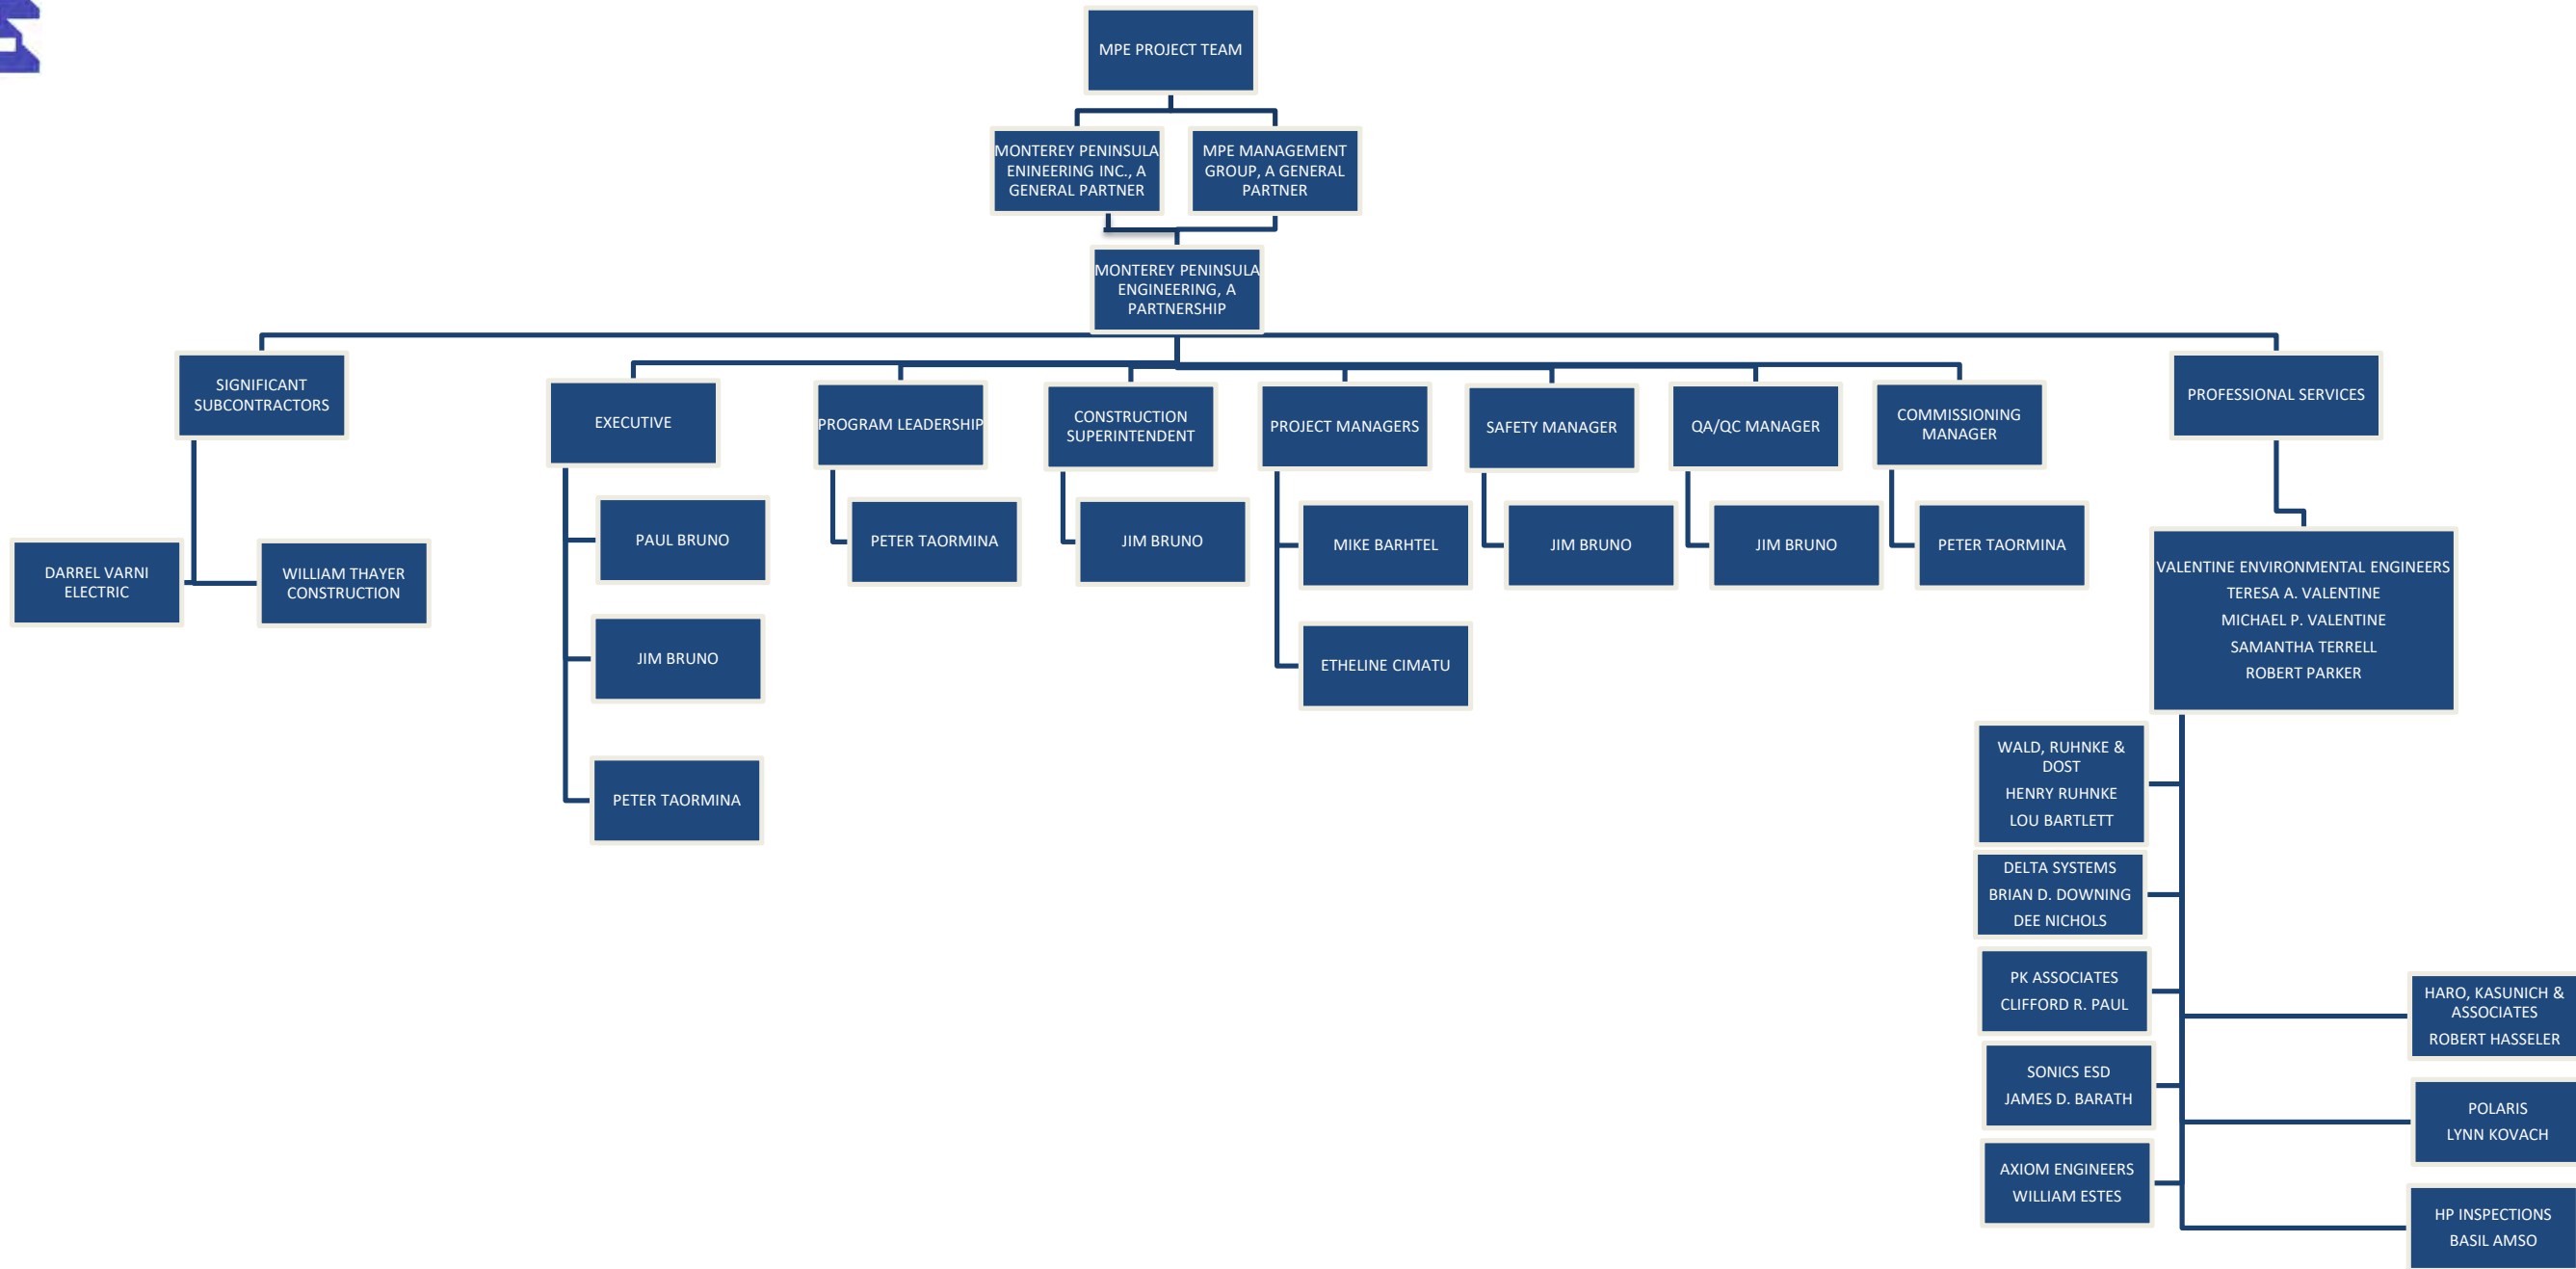 MPE PROJECT TEAM
MONTEREY PENINSULA
ENINEERING INC., A
GENERAL PARTNER
MPE MANAGEMENT
GROUP, A GENERAL
PARTNER
MONTEREY PENINSULA
ENGINEERING, A
PARTNERSHIP
SIGNIFICANT
SUBCONTRACTORS
EXECUTIVE
PROGRAM LEADERSHIP
CONSTRUCTION
SUPERINTENDENT
PROJECT MANAGERS
SAFETY MANAGER
QA/QC MANAGER
COMMISSIONING
MANAGER
PROFESSIONAL SERVICES
DARREL VARNI
ELECTRIC
WILLIAM THAYER
CONSTRUCTION
PAUL BRUNO
JIM BRUNO
PETER TAORMINA
PETER TAORMINA
JIM BRUNO
MIKE BARHTEL
ETHELINE CIMATU
JIM BRUNO
JIM BRUNO
PETER TAORMINA
VALENTINE ENVIRONMENTAL ENGINEERS
TERESA A. VALENTINE
MICHAEL P. VALENTINE
SAMANTHA TERRELL
ROBERT PARKER
WALD, RUHNKE &
DOST
HENRY RUHNKE
LOU BARTLETT
DELTA SYSTEMS
BRIAN D. DOWNING
DEE NICHOLS
PK ASSOCIATES
CLIFFORD R. PAUL
SONICS ESD
JAMES D. BARATH
AXIOM ENGINEERS
WILLIAM ESTES
HARO, KASUNICH &
ASSOCIATES
ROBERT HASSELER
POLARIS
LYNN KOVACH
HP INSPECTIONS
BASIL AMSO